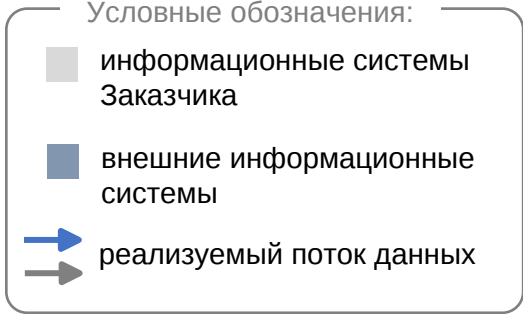 Условные обозначения:
информационные системы
Заказчика
внешние информационные
системы
реализуемый поток данных